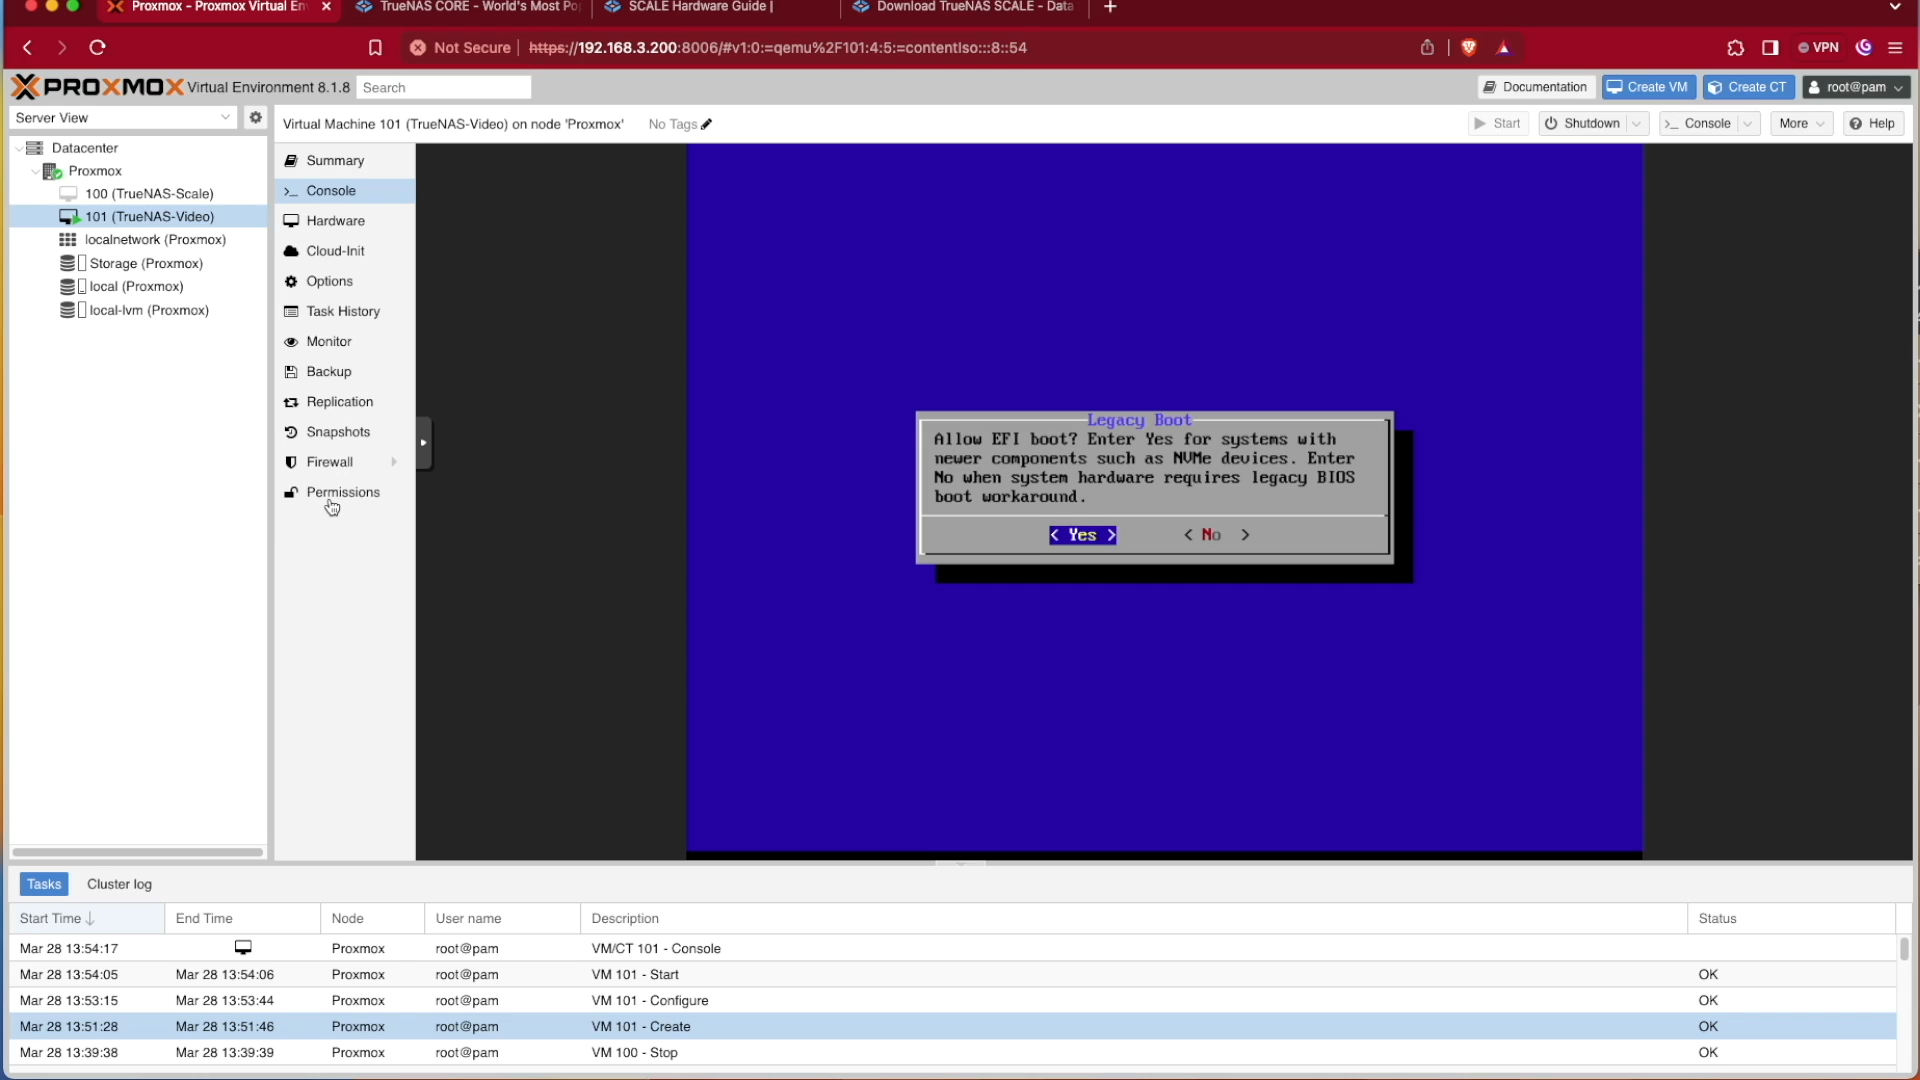 Proxmox - Proxmox Virtual En
TrueNAS CORE - World's Most Po
SCALE Hardware Guide |
Download TrueNAS SCALE - Data
Not Secure
https://192.168.3.200:8006/#v1:0:=qemu%2F101:4:5:=contentIso:::8::54
VPN
PROXMOX Virtual Environment 8.1.8 Search
Documentation Create VM Create CT root@pam
Server View
Virtual Machine 101 (TrueNAS-Video) on node 'Proxmox' No Tags
Start Shutdown Console More Help
Datacenter
Proxmox
100 (TrueNAS-Scale)
101 (TrueNAS-Video)
localnetwork (Proxmox)
Storage (Proxmox)
local (Proxmox)
local-lvm (Proxmox)
Summary
Console
Hardware
Cloud-Init
Options
Task History
Monitor
Backup
Replication
Snapshots
Firewall
Permissions
Legacy Boot
Allow EFI boot? Enter Yes for systems with
newer components such as NVMe devices. Enter
No when system hardware requires legacy BIOS
boot workaround.
< Yes > < No >
Tasks Cluster log
Start Time End Time Node User name Description Status
Mar 28 13:54:17 Proxmox root@pam VM/CT 101 - Console
Mar 28 13:54:05 Mar 28 13:54:06 Proxmox root@pam VM 101 - Start OK
Mar 28 13:53:15 Mar 28 13:53:44 Proxmox root@pam VM 101 - Configure OK
Mar 28 13:51:28 Mar 28 13:51:46 Proxmox root@pam VM 101 - Create OK
Mar 28 13:39:38 Mar 28 13:39:39 Proxmox root@pam VM 100 - Stop OK